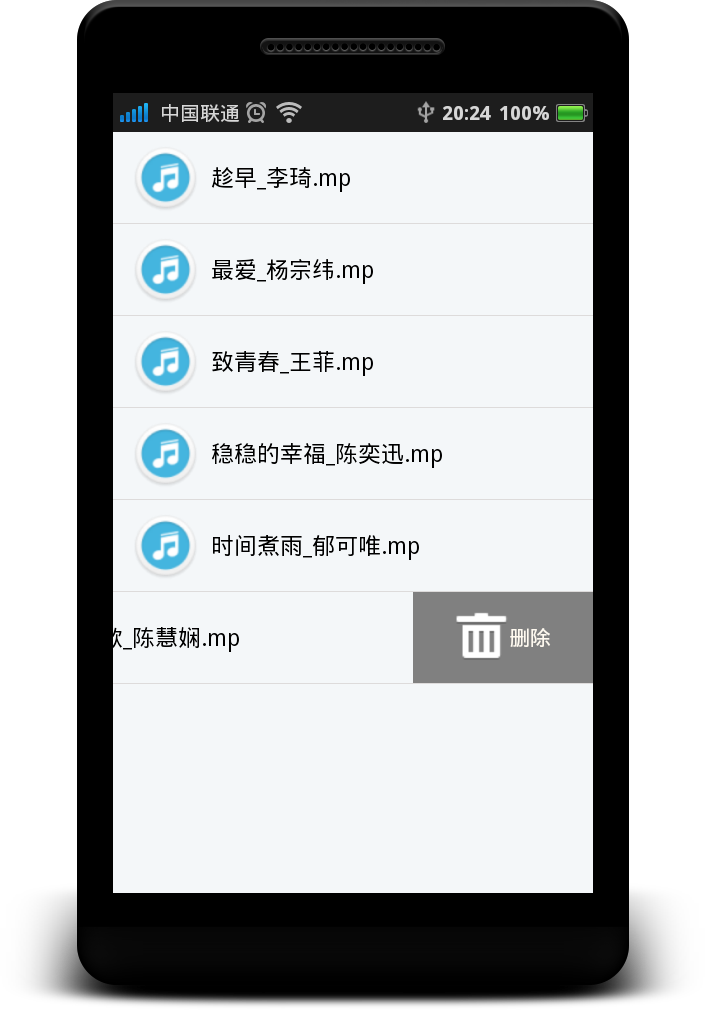 中国联通 20:24 100%
趁早_李琦.mp
最爱_杨宗纬.mp
致青春_王菲.mp
稳稳的幸福_陈奕迅.mp
时间煮雨_郁可唯.mp
_陈慧娴.mp 删除